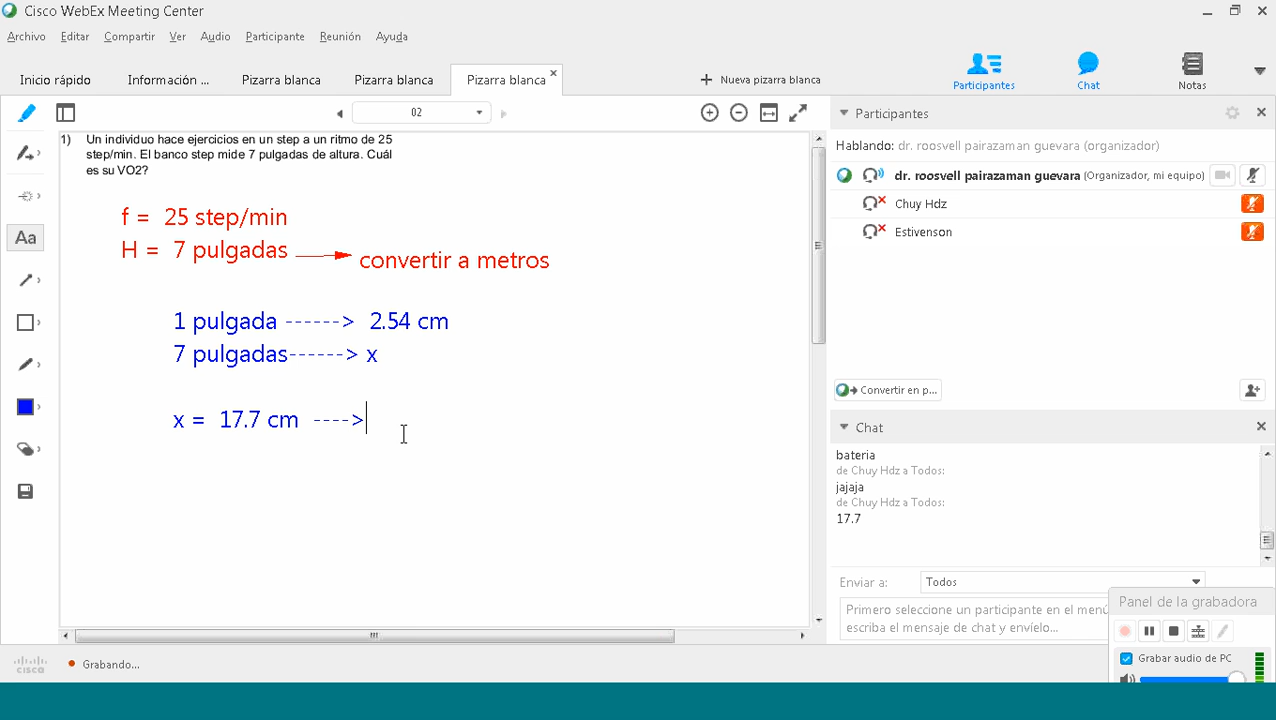 Cisco WebEx Meeting Center
Archivo Editar Compartir Ver Audio Participante Reunión Ayuda
Inicio rápido Información ... Pizarra blanca Pizarra blanca Pizarra blanca Nueva pizarra blanca
Participantes Chat Notas
02
1) Un individuo hace ejercicios en un step a un ritmo de 25
step/min. El banco step mide 7 pulgadas de altura. Cuál
es su VO2?
f = 25 step/min
H = 7 pulgadas
convertir a metros
1 pulgada ------> 2.54 cm
7 pulgadas------> x
x = 17.7 cm ---->
Aa
Participantes
Hablando: dr. roosvell pairazaman guevara (organizador)
dr. roosvell pairazaman guevara (Organizador, mi equipo)
Chuy Hdz
Estivenson
Convertir en p...
Chat
bateria
de Chuy Hdz a Todos:
jajaja
de Chuy Hdz a Todos:
17.7
Enviar a: Todos
Primero seleccione un participante en el menú
escriba el mensaje de chat y envíelo...
Panel de la grabadora
Grabar audio de PC
cisco
Grabando...